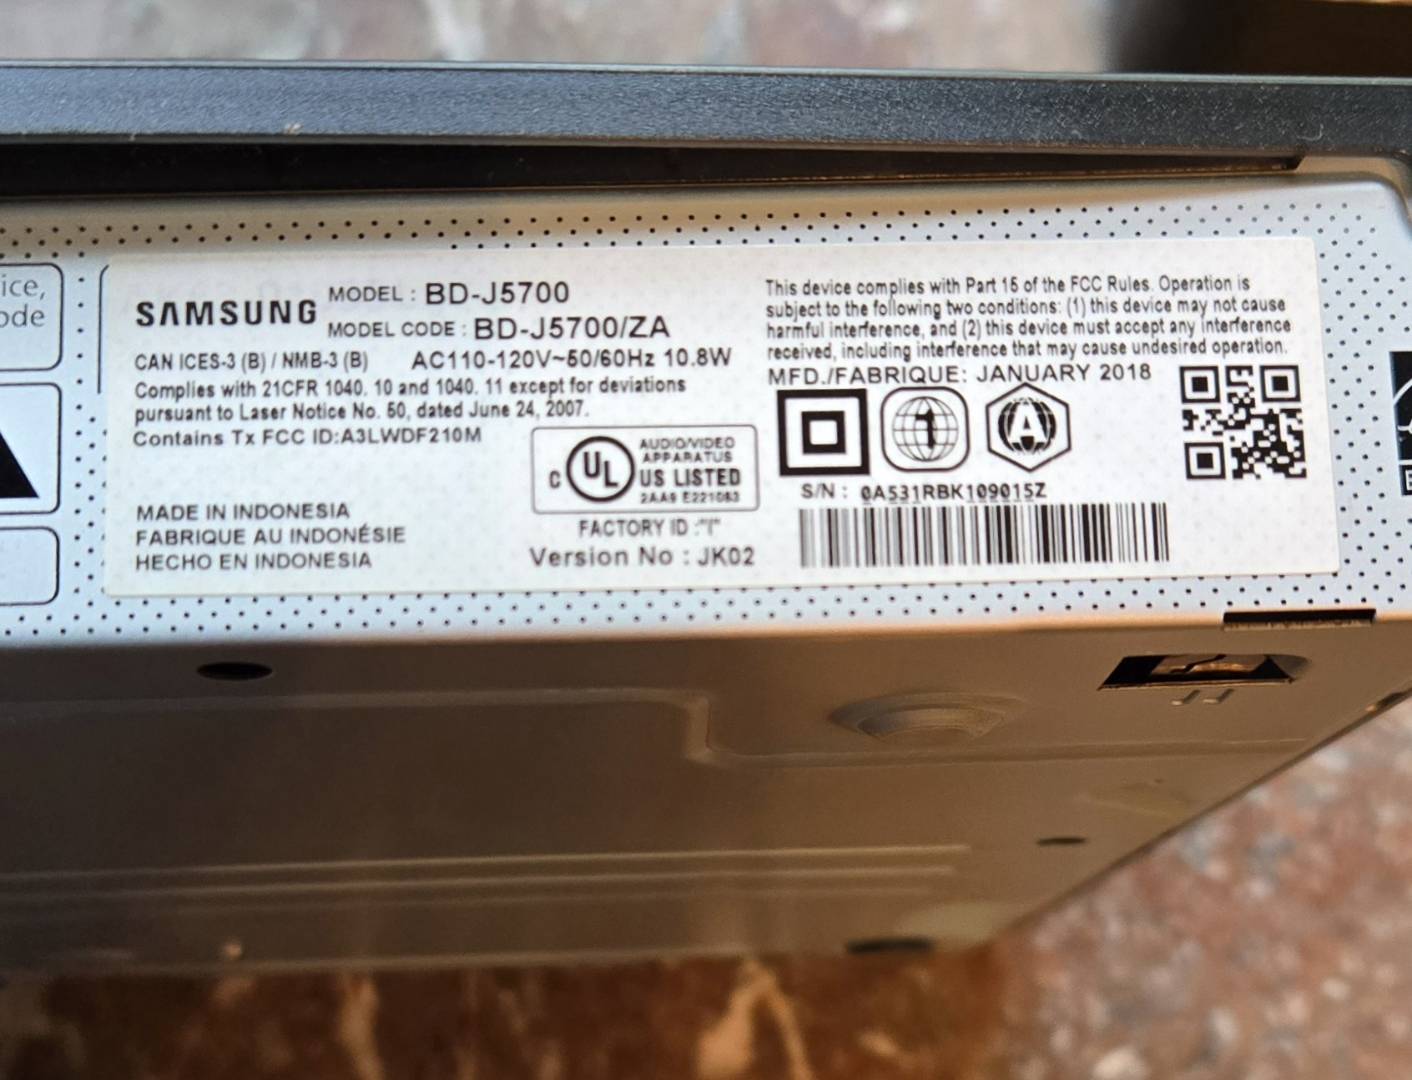 ice,
ode
SAMSUNG
MODEL : BD-J5700
MODEL CODE : BD-J5700/ZA
CAN ICES-3 (B) / NMB-3 (B) AC110-120V~50/60Hz 10.8W
Complies with 21CFR 1040. 10 and 1040. 11 except for deviations
pursuant to Laser Notice No. 50, dated June 24, 2007.
Contains Tx FCC ID:A3LWDF210M
MADE IN INDONESIA
FABRIQUE AU INDONÉSIE
HECHO EN INDONESIA
C UL
AUDIO/VIDEO
APPARATUS
US LISTED
2AA9 E221083
FACTORY ID :"I"
Version No : JK02
This device complies with Part 15 of the FCC Rules. Operation is
subject to the following two conditions: (1) this device may not cause
harmful interference, and (2) this device must accept any interference
received, including interference that may cause undesired operation.
MFD./FABRIQUE: JANUARY 2018
1
A
S/N : 0A531RBK109015Z